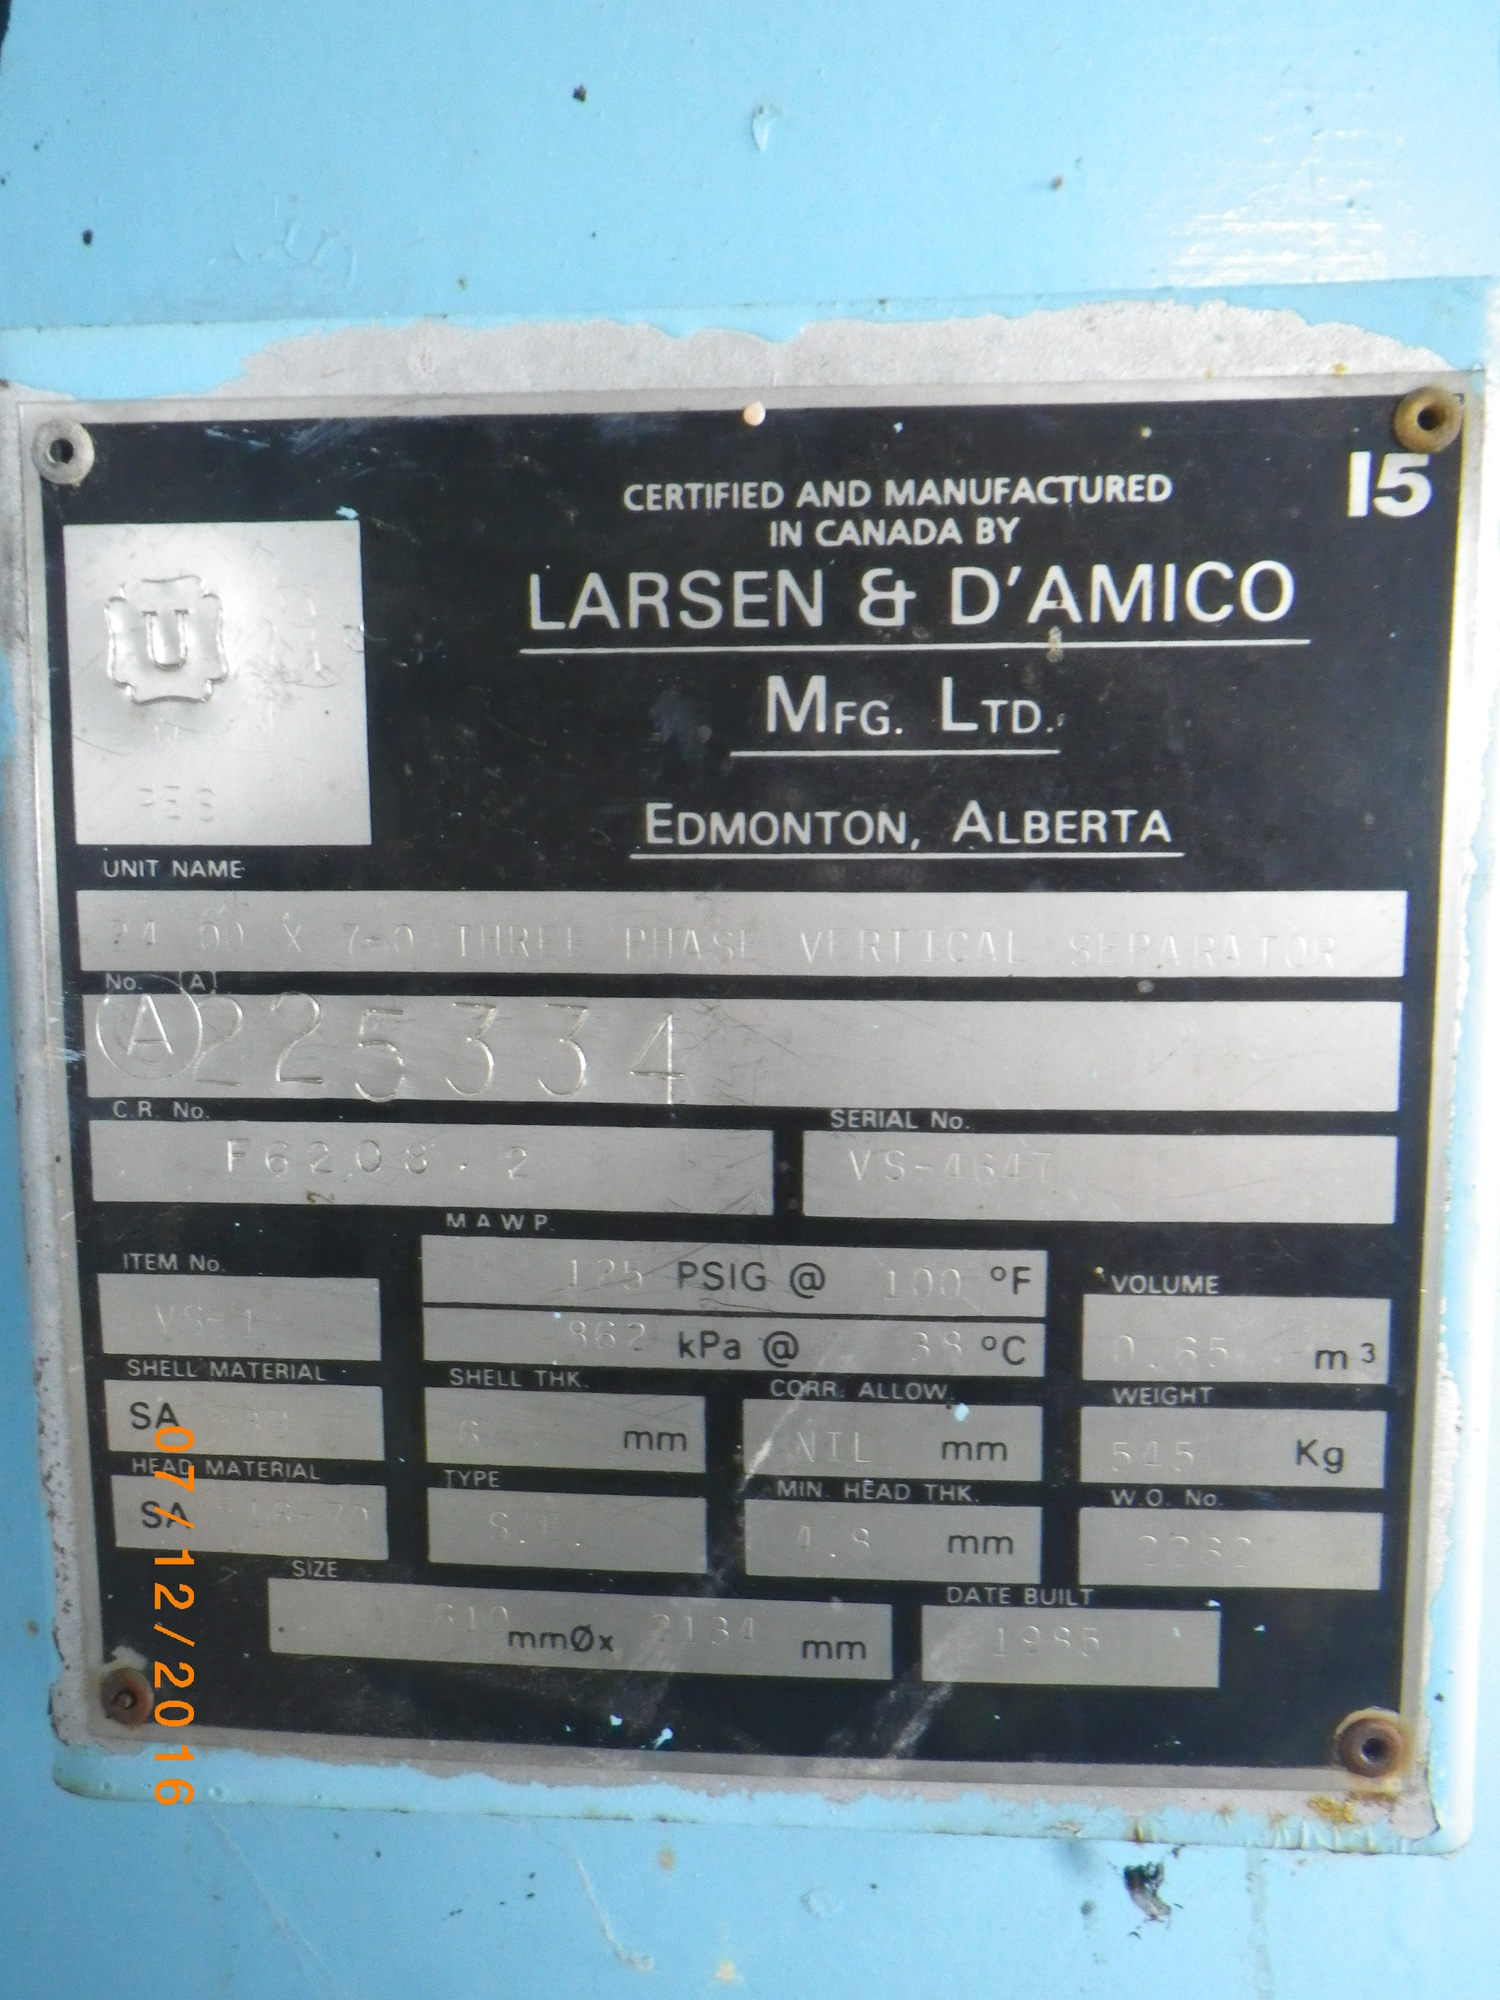 15
CERTIFIED AND MANUFACTURED
IN CANADA BY
LARSEN & D'AMICO
MFG. LTD.
EDMONTON, ALBERTA
U
W
RES
UNIT NAME
24 OD X 7-0 THREE PHASE VERTICAL SEPARATOR
No. A
A 225334
C.R. No.
F6208.2
SERIAL No.
VS-4647
M A W P.
125 PSIG @ 100 °F
862 kPa @ 38 °C
ITEM No.
VS-1
VOLUME
0.65 m³
SHELL MATERIAL
SA
SHELL THK.
6 mm
CORR. ALLOW.
NIL mm
WEIGHT
545 Kg
HEAD MATERIAL
SA 516-70
TYPE
S.E.
MIN. HEAD THK.
4.8 mm
W.O. No.
2262
SIZE
610 mmØx 2134 mm
DATE BUILT
1985
07/12/2016